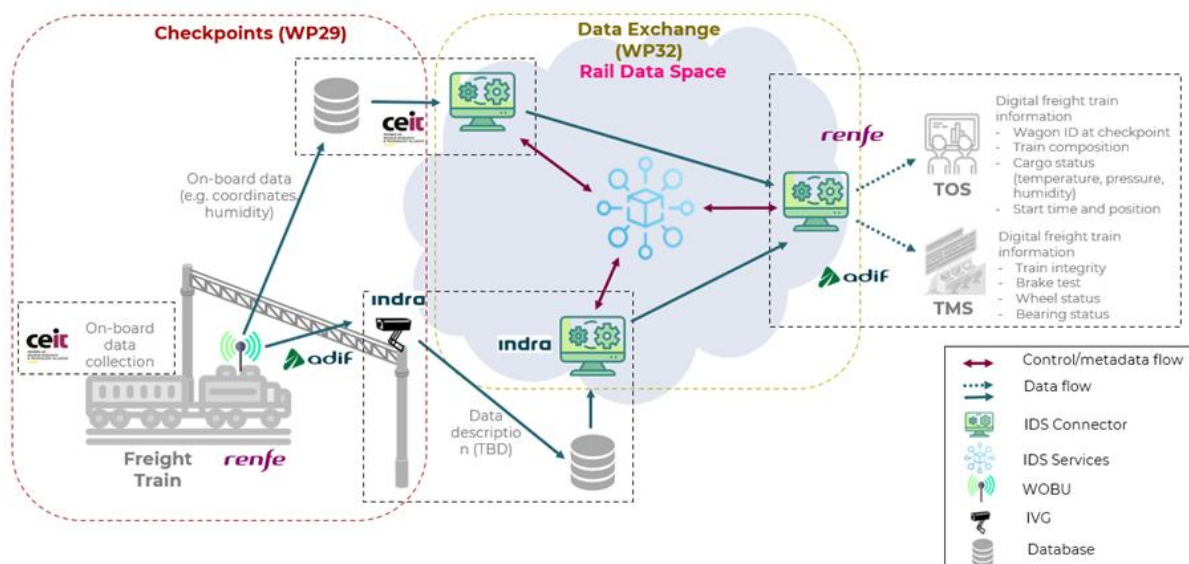 Checkpoints (WP29)
Data Exchange
(WP32)
Rail Data Space
ceit
On-board data
(e.g. coordinates,
humidity)
renfe
Digital freight train
information
- Wagon ID at checkpoint
- Train composition
- Cargo status
(temperature, pressure,
humidity)
- Start time and position
TOS
adif
Digital freight train
information
- Train integrity
- Brake test
- Wheel status
- Bearing status
TMS
indra
ceit
On-board
data
collection
adif
indra
Data
descriptio
n (TBD)
Freight
Train
renfe
Control/metadata flow
Data flow
IDS Connector
IDS Services
WOBU
IVG
Database